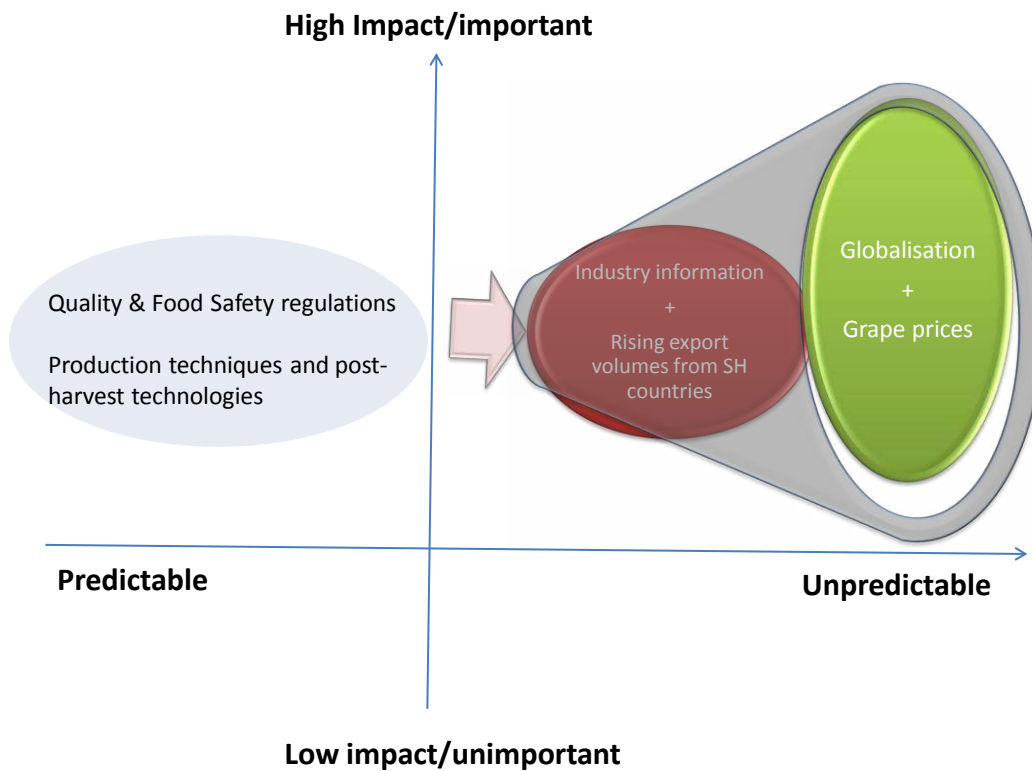 High Impact/important
Quality & Food Safety regulations
Production techniques and post-
harvest technologies
Industry information
+
Rising export
volumes from SH
countries
Globalisation
+
Grape prices
Predictable
Unpredictable
Low impact/unimportant